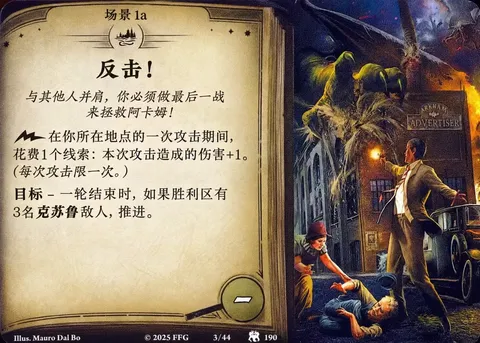 场景 1a
反击！
与其他人并肩，你必须做最后一战
来拯救阿卡姆！
在你所在地点的一次攻击期间，
花费1个线索：本次攻击造成的伤害+1。
(每次攻击限一次。)
目标 – 一轮结束时，如果胜利区有
3名克苏鲁敌人，推进。
ARKHAM
ADVERTISER
–
Illus. Mauro Dal Bo
© 2025 FFG
3/44
190